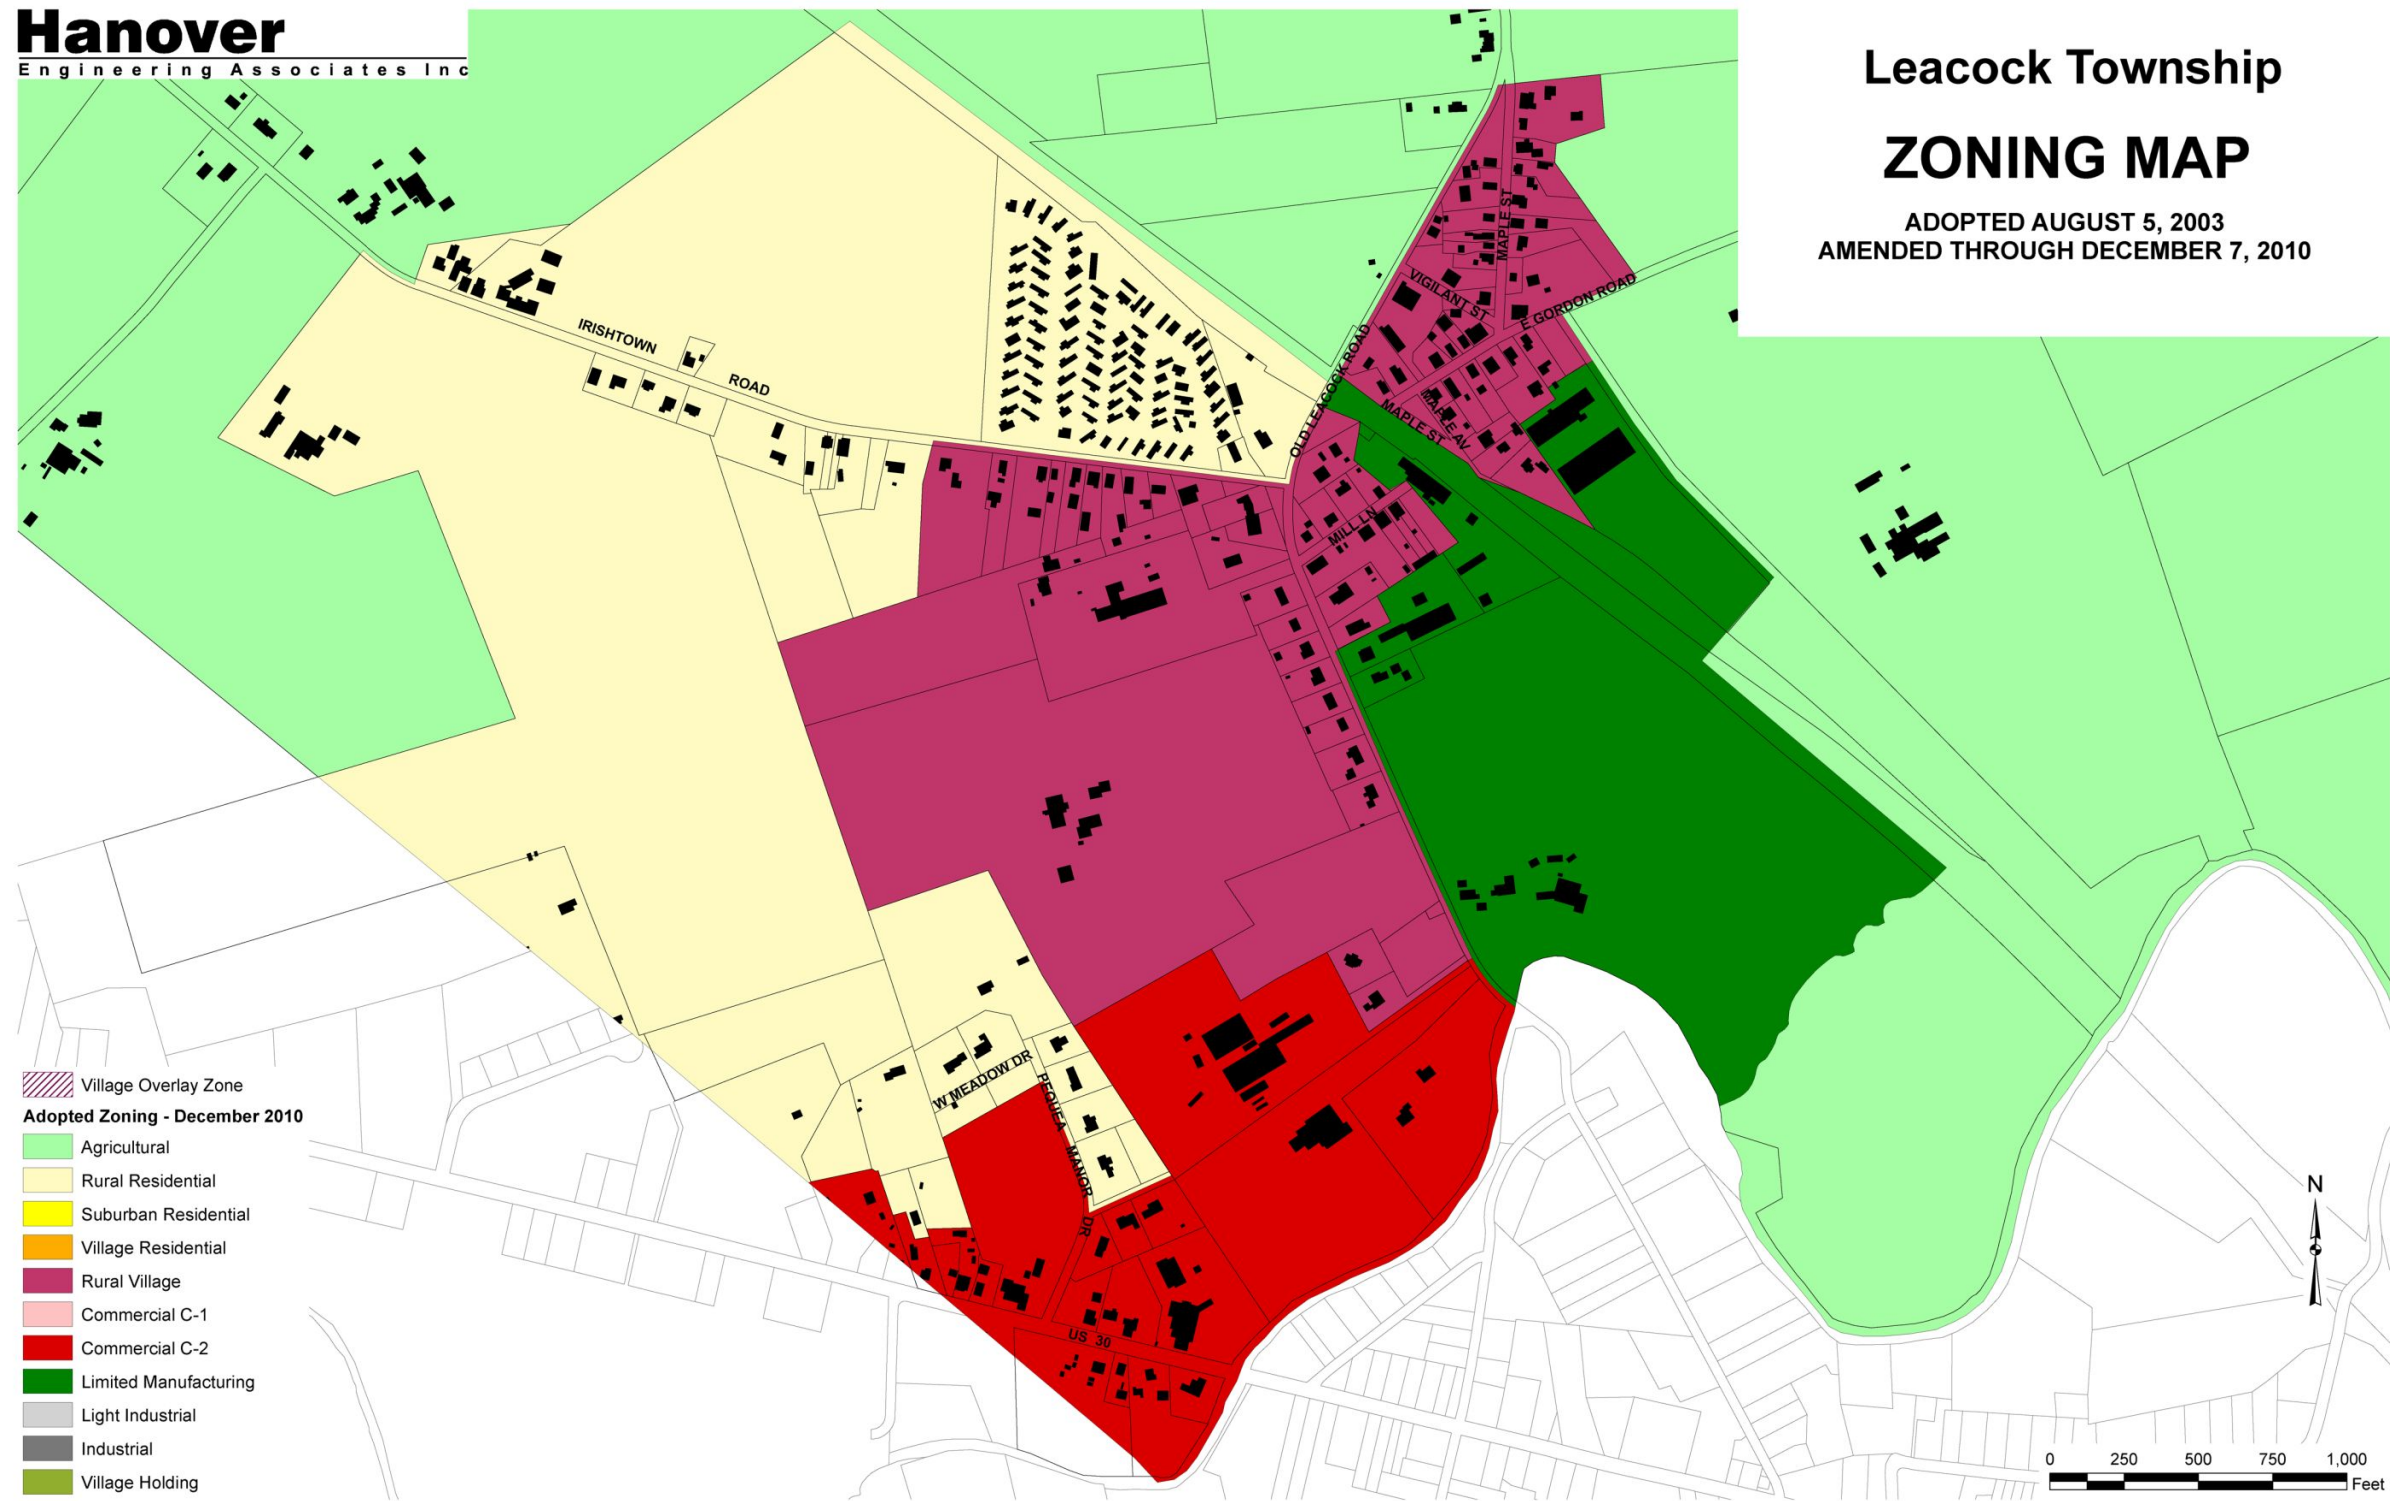 Hanover
Engineering Associates Inc
Leacock Township
ZONING MAP
ADOPTED AUGUST 5, 2003
AMENDED THROUGH DECEMBER 7, 2010
MAPLE ST
VIGILANT ST
E GORDON ROAD
IRISHTOWN
ROAD
OLD LEACOCK ROAD
MAPLE ST
MAPLE AV
MILL LN
W MEADOW DR
PEQUEA
MANOR
DR
US 30
Village Overlay Zone
Adopted Zoning - December 2010
Agricultural
Rural Residential
Suburban Residential
Village Residential
Rural Village
Commercial C-1
Commercial C-2
Limited Manufacturing
Light Industrial
Industrial
Village Holding
N
0 250 500 750 1,000
Feet